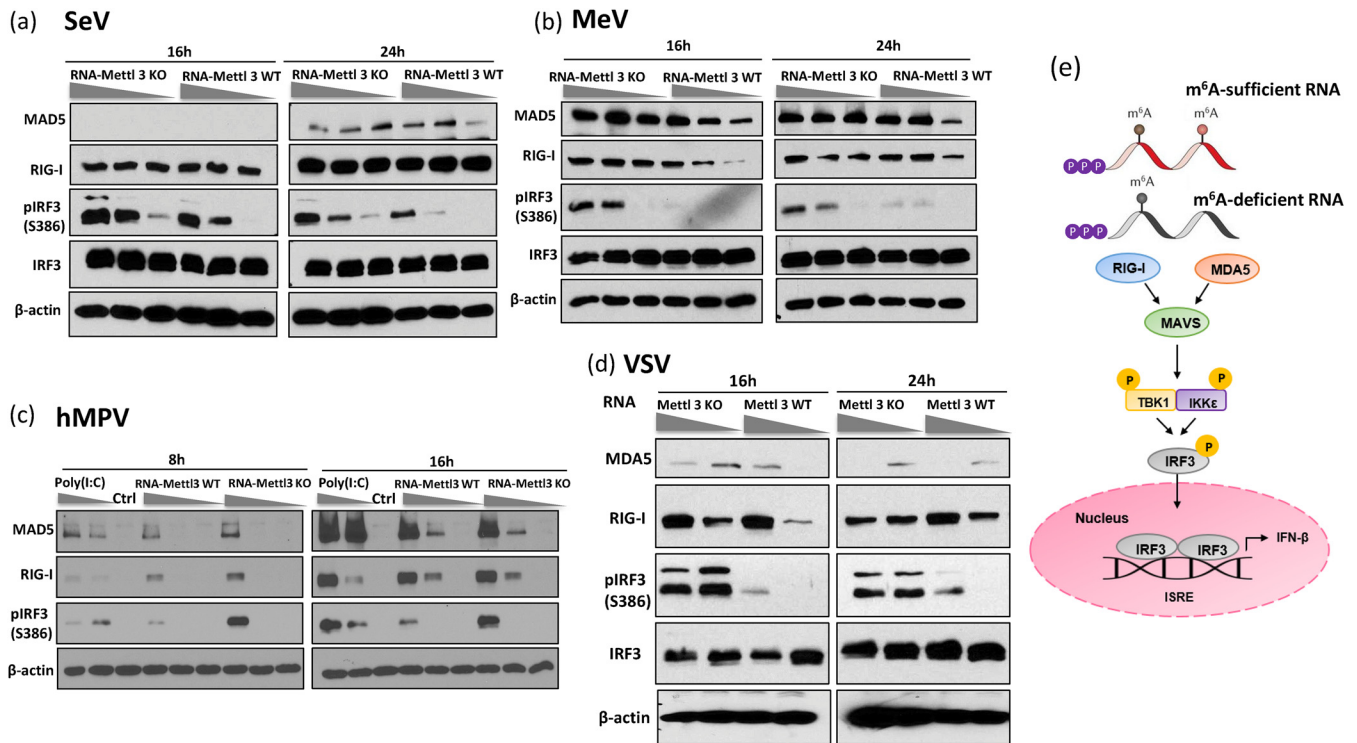 (a) SeV
16h 24h
RNA-Mettl 3 KO RNA-Mettl 3 WT RNA-Mettl 3 KO RNA-Mettl 3 WT
MAD5
RIG-I
pIRF3
(S386)
IRF3
β-actin
(b) MeV
16h 24h
RNA-Mettl 3 KO RNA-Mettl 3 WT RNA-Mettl 3 KO RNA-Mettl 3 WT
MAD5
RIG-I
pIRF3
(S386)
IRF3
β-actin
(c) hMPV
8h 16h
Poly(I:C) Ctrl RNA-Mettl3 WT RNA-Mettl3 KO Poly(I:C) Ctrl RNA-Mettl3 WT RNA-Mettl3 KO
MAD5
RIG-I
pIRF3
(S386)
β-actin
(d) VSV
16h 24h
RNA Mettl 3 KO Mettl 3 WT Mettl 3 KO Mettl 3 WT
MDA5
RIG-I
pIRF3
(S386)
IRF3
β-actin
(e)
m⁶A-sufficient RNA
m⁶A m⁶A
P P P
m⁶A
m⁶A-deficient RNA
P P P
RIG-I MDA5
MAVS
P P
TBK1 IKKε
P
IRF3
Nucleus
IRF3 IRF3 IFN-β
ISRE